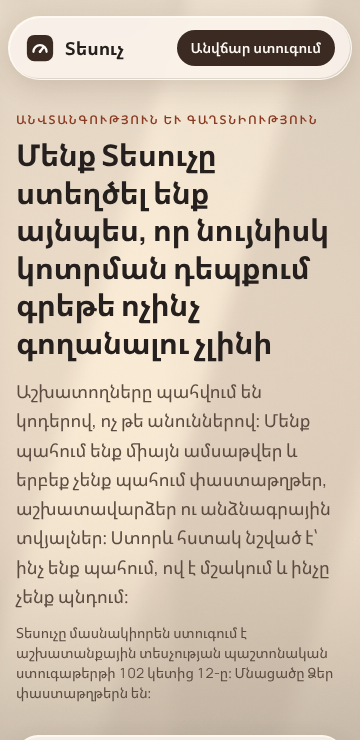 Տեսուչ
Անվճար ստուգում
ԱՆՎՏԱՆԳՈՒԹՅՈՒՆ ԵՒ ԳԱՂՏՆԻՈՒԹՅՈՒՆ
Մենք Տեսուչը
ստեղծել ենք
այնպես, որ նույնիսկ
կոտրման դեպքում
գրեթե ոչինչ
գողանալու չլինի
Աշխատողները պահվում են
կոդերով, ոչ թե անուններով։ Մենք
պահում ենք միայն ամսաթվեր և
երբեք չենք պահում փաստաթղթեր,
աշխատավարձեր ու անձնագրային
տվյալներ։ Ստորև հստակ նշված է՝
ինչ ենք պահում, ով է մշակում և ինչը
չենք պնդում։
Տեսուչը մասնակիորեն ստուգում է
աշխատանքային տեսչության պաշտոնական
ստուգաթերթի 102 կետից 12-ը։ Մնացածը Ձեր
փաստաթղթերն են։